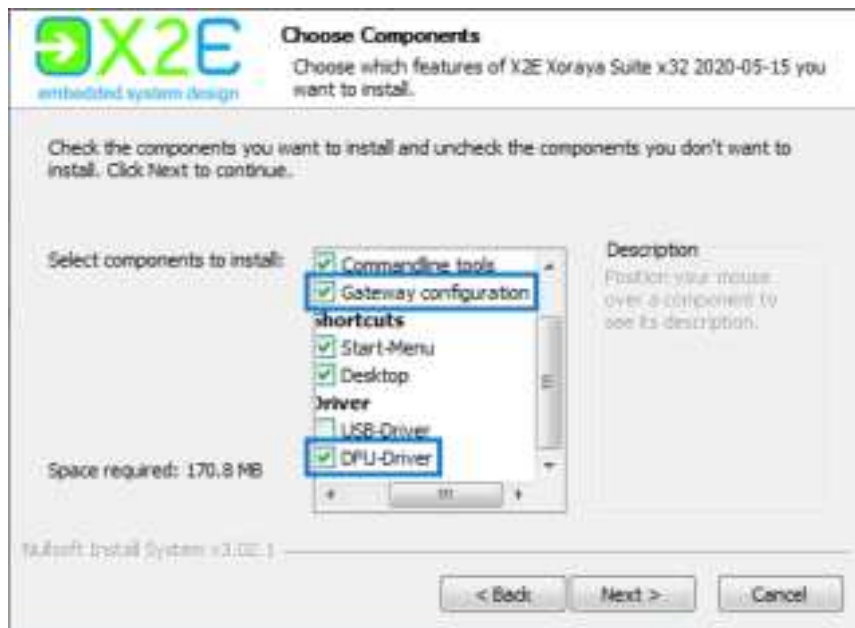 X2E
embedded system design
Choose Components
Choose which features of X2E Xoraya Suite x32 2020-05-15 you
want to install.
Check the components you want to install and uncheck the components you don't want to
install. Click Next to continue.
Select components to install:
Commandline tools
Gateway configuration
Shortcuts
Start-Menu
Desktop
Driver
USB-Driver
DFU-Driver
Space required: 170.8 MB
Description
Position your mouse
over a component to
see its description.
Nullsoft Install System v3.02.1
< Back
Next >
Cancel